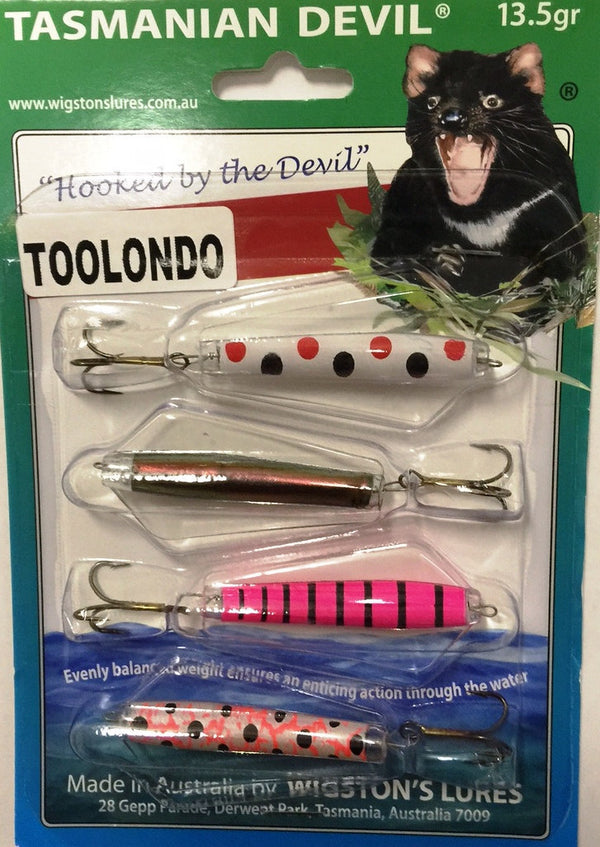 TASMANIAN DEVIL® 13.5gr
www.wigstonslures.com.au ®
"Hooked by the Devil"
TOOLONDO
Evenly balanced weight ensures an enticing action through the water
Made in Australia by WIGSTON'S LURES
28 Gepp Parade, Derwent Park, Tasmania, Australia 7009